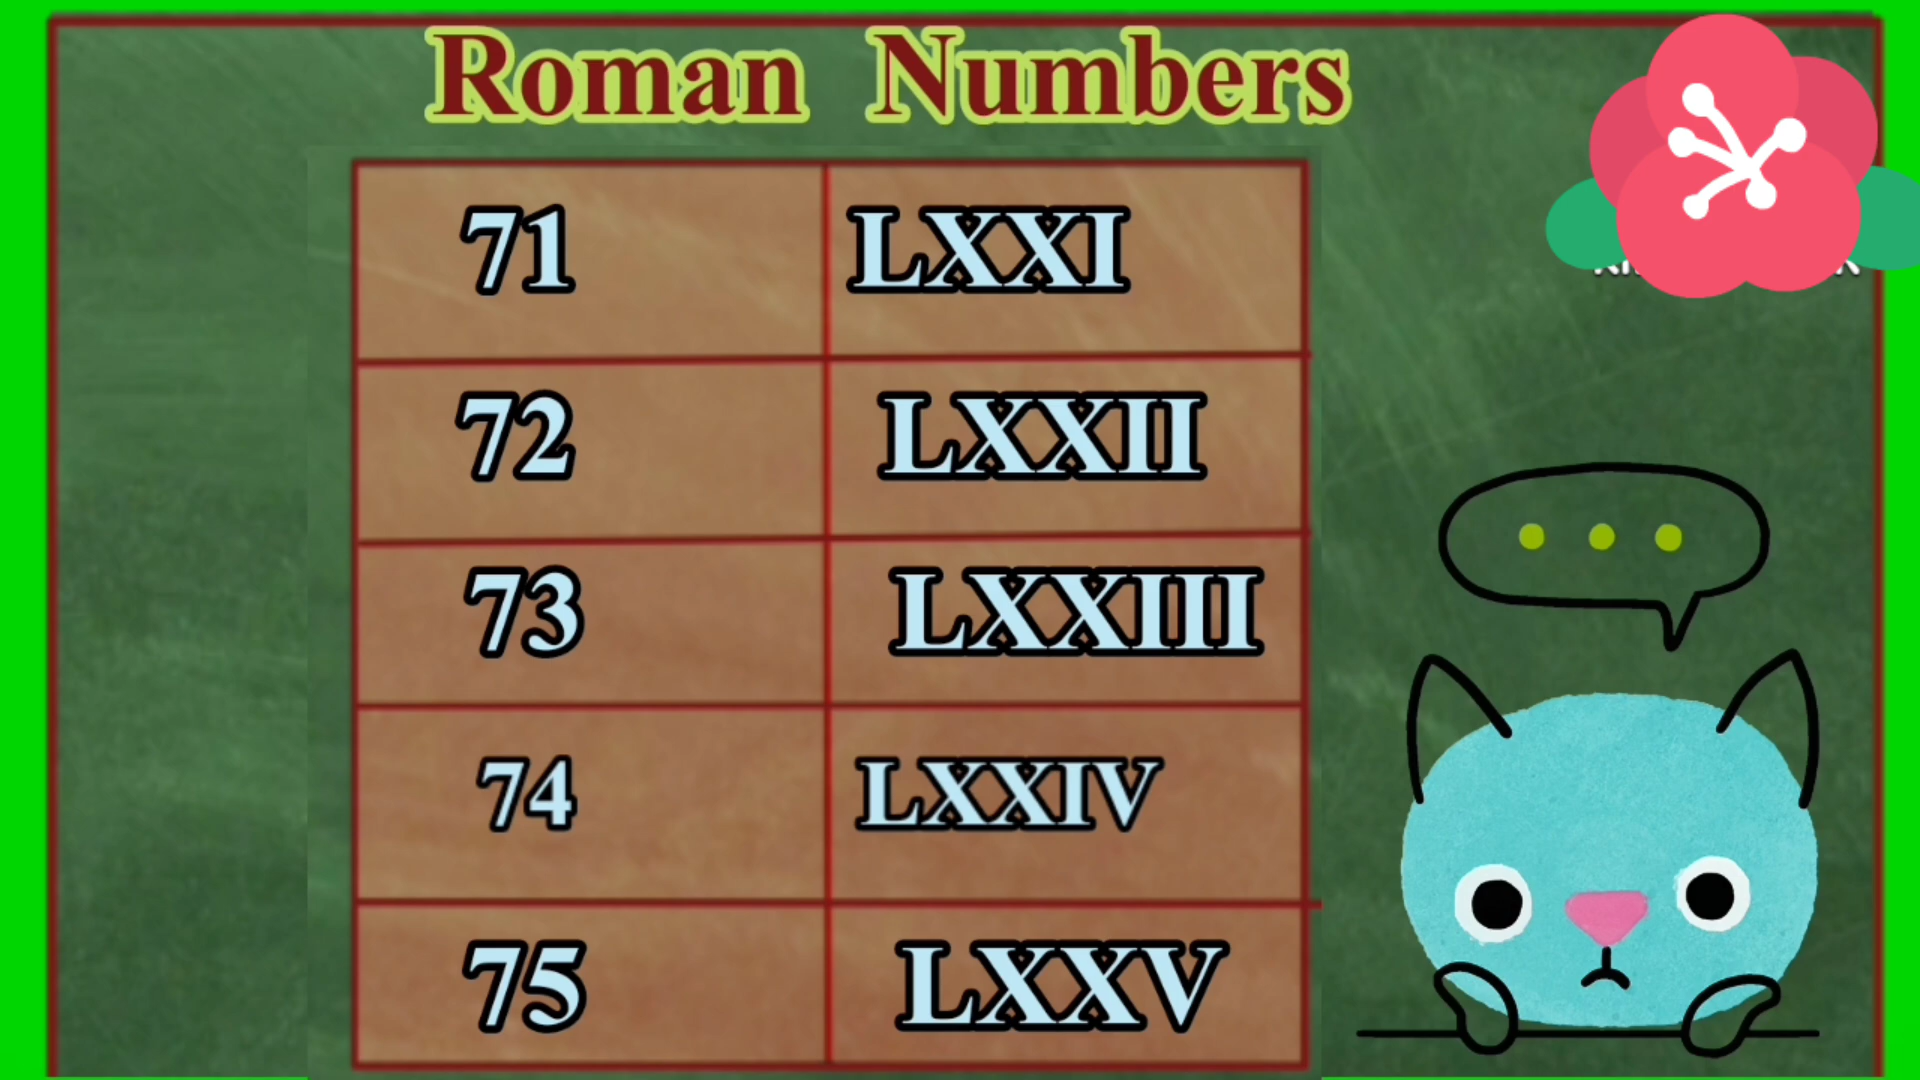 Roman Numbers
71 LXXI
72 LXXII
73 LXXIII
74 LXXIV
75 LXXV